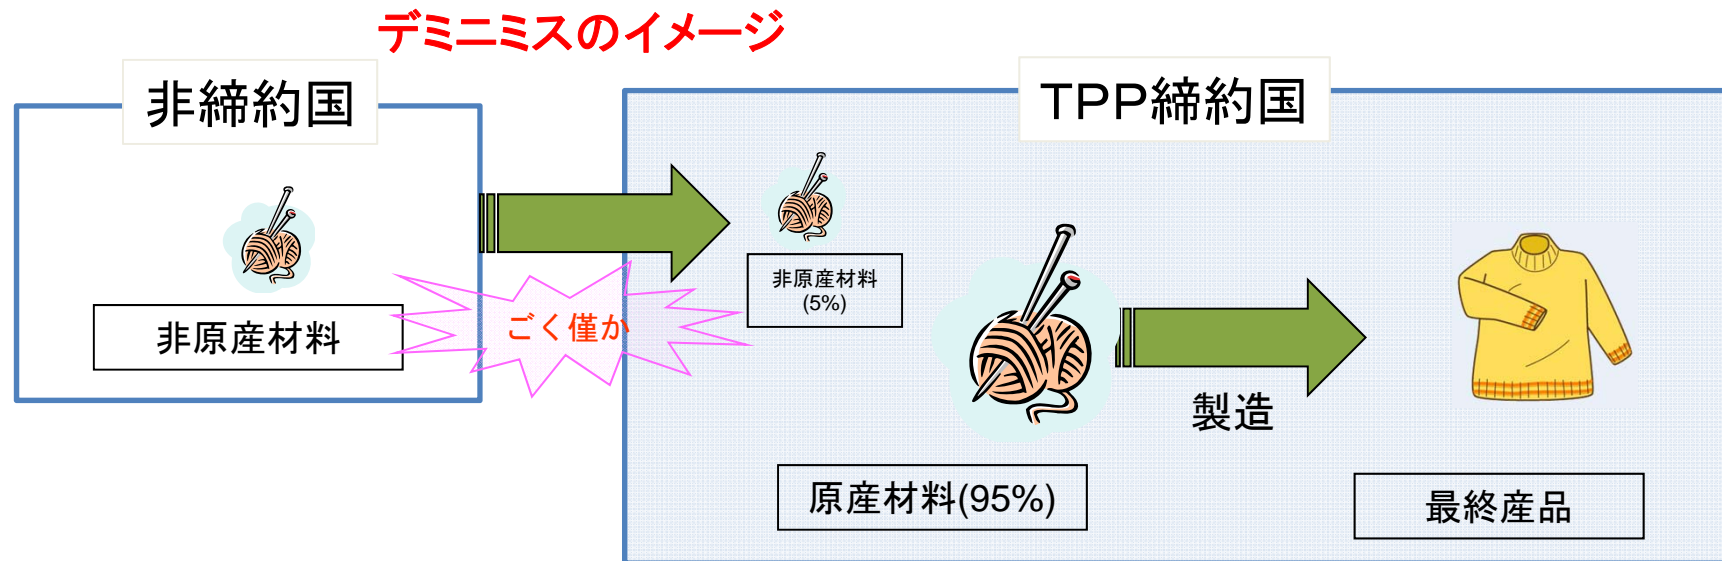 デミニミスのイメージ
非締約国
TPP締約国
非原産材料
(5%)
ごく僅か
非原産材料
製造
原産材料(95%)
最終産品